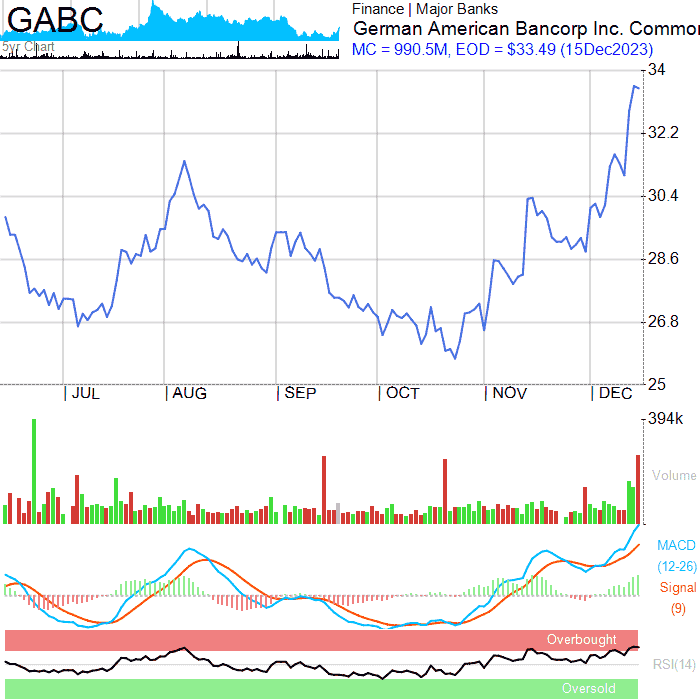 GABC
5yr Chart
Finance | Major Banks
German American Bancorp Inc. Common
MC = 990.5M, EOD = $33.49 (15Dec2023)
34
32.2
30.4
28.6
26.8
25
| JUL | AUG | SEP | OCT | NOV | DEC
394k
Volume
MACD
(12-26)
Signal
(9)
Overbought
RSI(14)
Oversold